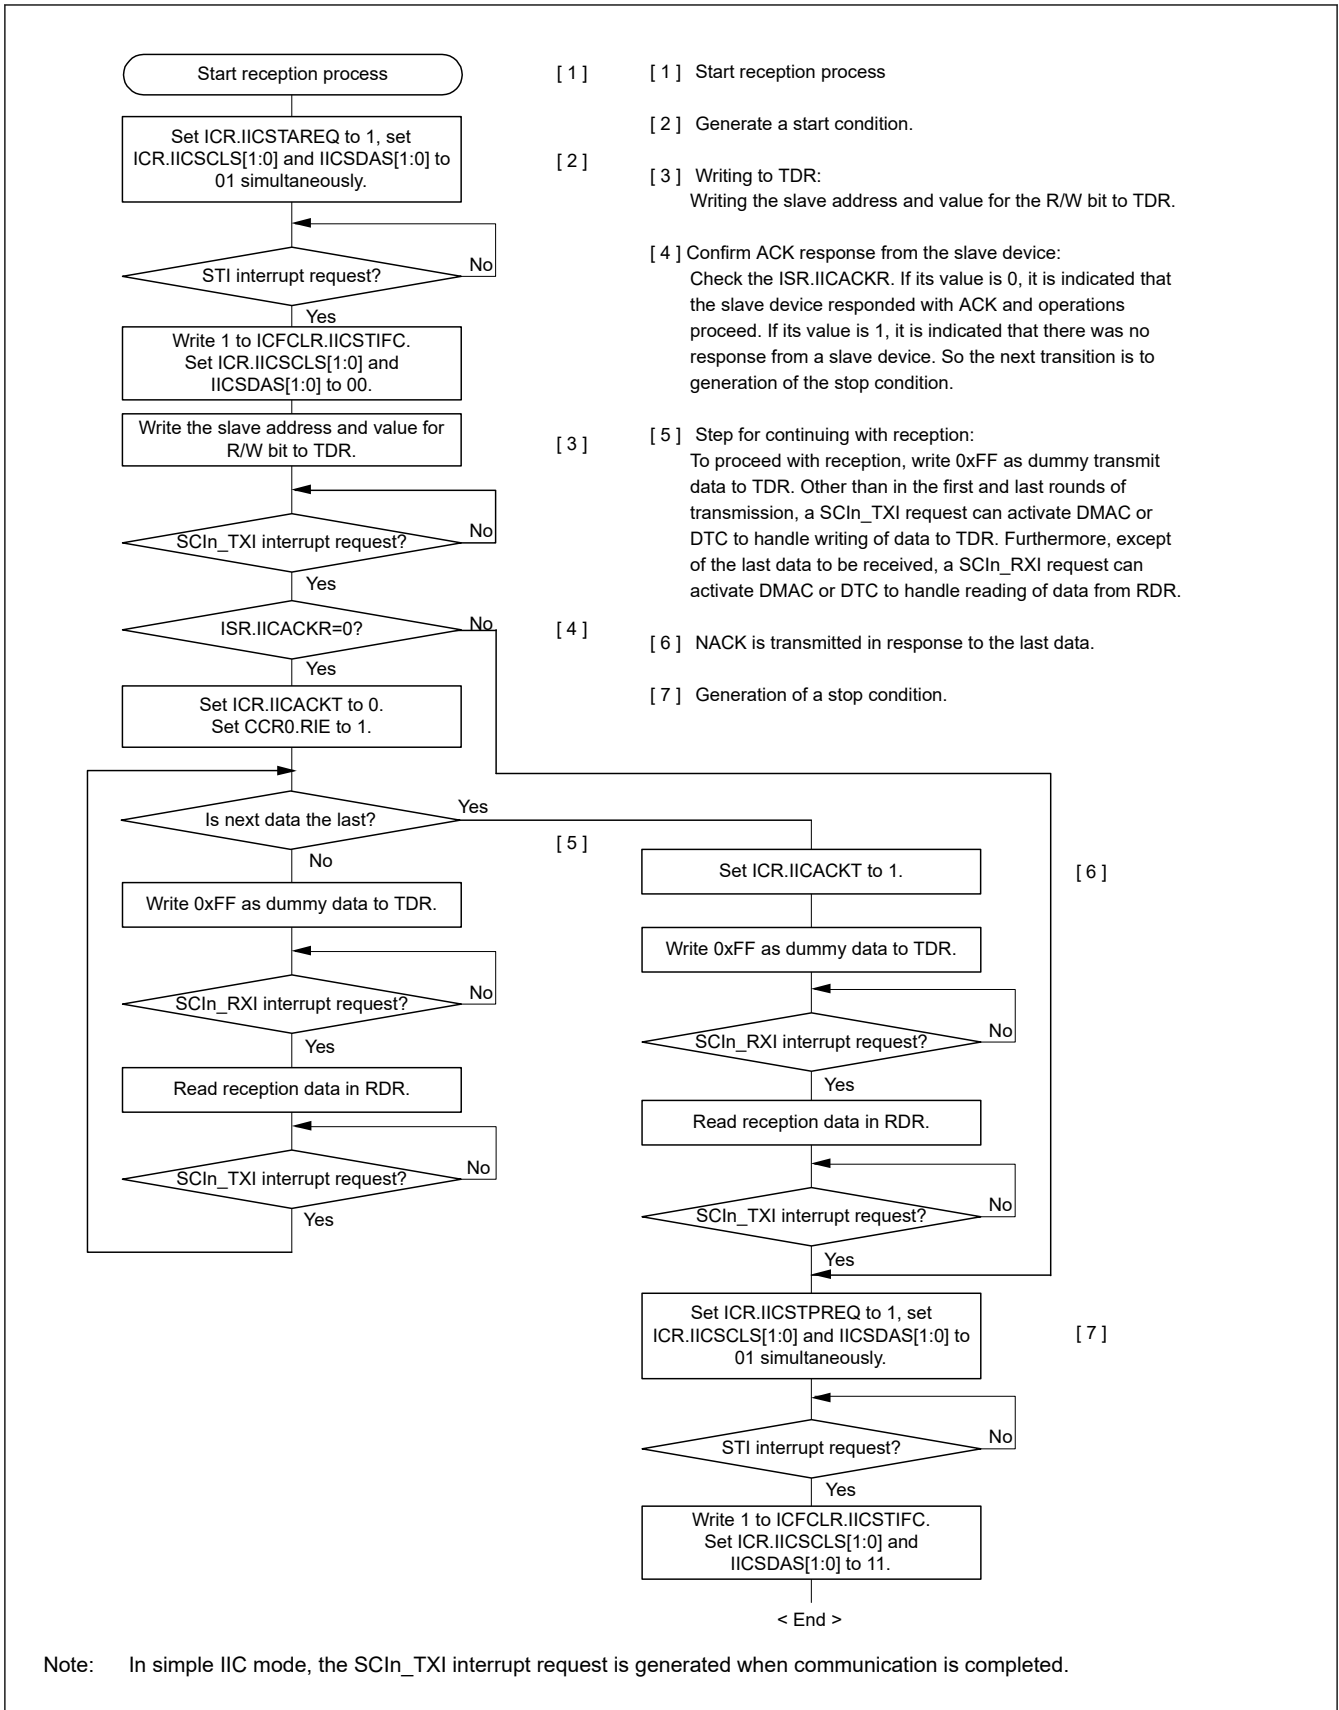 Start reception process
[ 1 ]
Set ICR.IICSTAREQ to 1, set
ICR.IICSCLS[1:0] and IICSDAS[1:0] to
01 simultaneously.
[ 2 ]
STI interrupt request?
No
Yes
Write 1 to ICFCLR.IICSTIFC.
Set ICR.IICSCLS[1:0] and
IICSDAS[1:0] to 00.
Write the slave address and value for
R/W bit to TDR.
[ 3 ]
SCIn_TXI interrupt request?
No
Yes
ISR.IICACKR=0?
No
[ 4 ]
Yes
Set ICR.IICACKT to 0.
Set CCR0.RIE to 1.
Is next data the last?
Yes
No
[ 5 ]
Write 0xFF as dummy data to TDR.
SCIn_RXI interrupt request?
No
Yes
Read reception data in RDR.
SCIn_TXI interrupt request?
No
Yes
[ 1 ] Start reception process
[ 2 ] Generate a start condition.
[ 3 ] Writing to TDR:
Writing the slave address and value for the R/W bit to TDR.
[ 4 ] Confirm ACK response from the slave device:
Check the ISR.IICACKR. If its value is 0, it is indicated that
the slave device responded with ACK and operations
proceed. If its value is 1, it is indicated that there was no
response from a slave device. So the next transition is to
generation of the stop condition.
[ 5 ] Step for continuing with reception:
To proceed with reception, write 0xFF as dummy transmit
data to TDR. Other than in the first and last rounds of
transmission, a SCIn_TXI request can activate DMAC or
DTC to handle writing of data to TDR. Furthermore, except
of the last data to be received, a SCIn_RXI request can
activate DMAC or DTC to handle reading of data from RDR.
[ 6 ] NACK is transmitted in response to the last data.
[ 7 ] Generation of a stop condition.
Set ICR.IICACKT to 1.
[ 6 ]
Write 0xFF as dummy data to TDR.
SCIn_RXI interrupt request?
No
Yes
Read reception data in RDR.
SCIn_TXI interrupt request?
No
Yes
Set ICR.IICSTPREQ to 1, set
ICR.IICSCLS[1:0] and IICSDAS[1:0] to
01 simultaneously.
[ 7 ]
STI interrupt request?
No
Yes
Write 1 to ICFCLR.IICSTIFC.
Set ICR.IICSCLS[1:0] and
IICSDAS[1:0] to 11.
< End >
Note: In simple IIC mode, the SCIn_TXI interrupt request is generated when communication is completed.